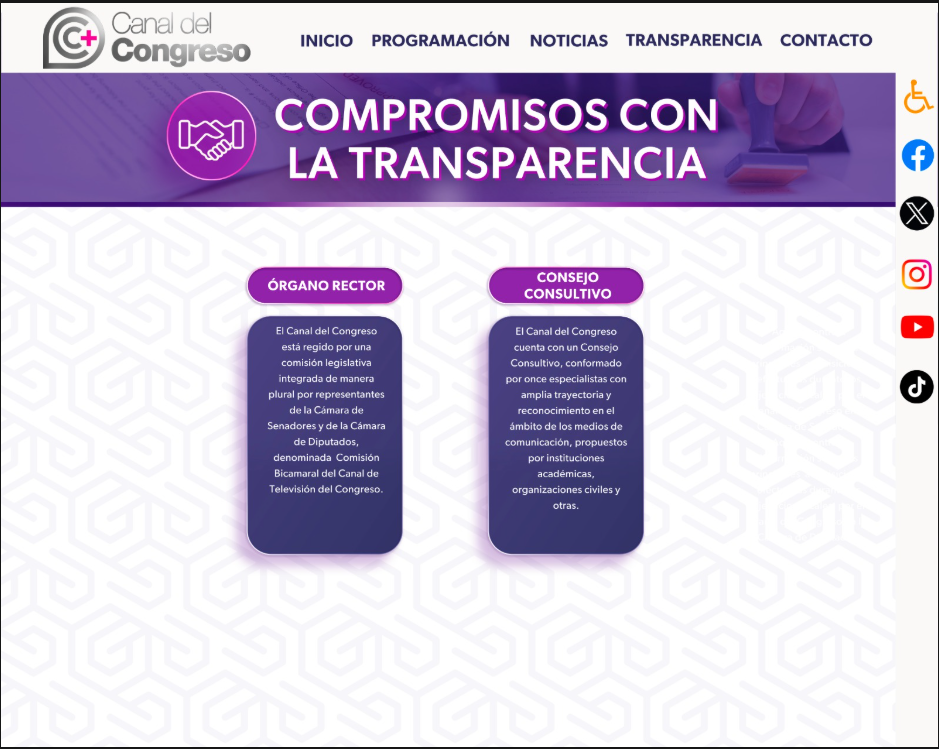 Canal del
Congreso
INICIO PROGRAMACIÓN NOTICIAS TRANSPARENCIA CONTACTO
COMPROMISOS CON
LA TRANSPARENCIA
ÓRGANO RECTOR
El Canal del Congreso
está regido por una
comisión legislativa
integrada de manera
plural por representantes
de la Cámara de
Senadores y de la Cámara
de Diputados,
denominada Comisión
Bicamaral del Canal de
Televisión del Congreso.
CONSEJO
CONSULTIVO
El Canal del Congreso
cuenta con un Consejo
Consultivo, conformado
por once especialistas con
amplia trayectoria y
reconocimiento en el
ámbito de los medios de
comunicación, propuestos
por instituciones
académicas,
organizaciones civiles y
otras.